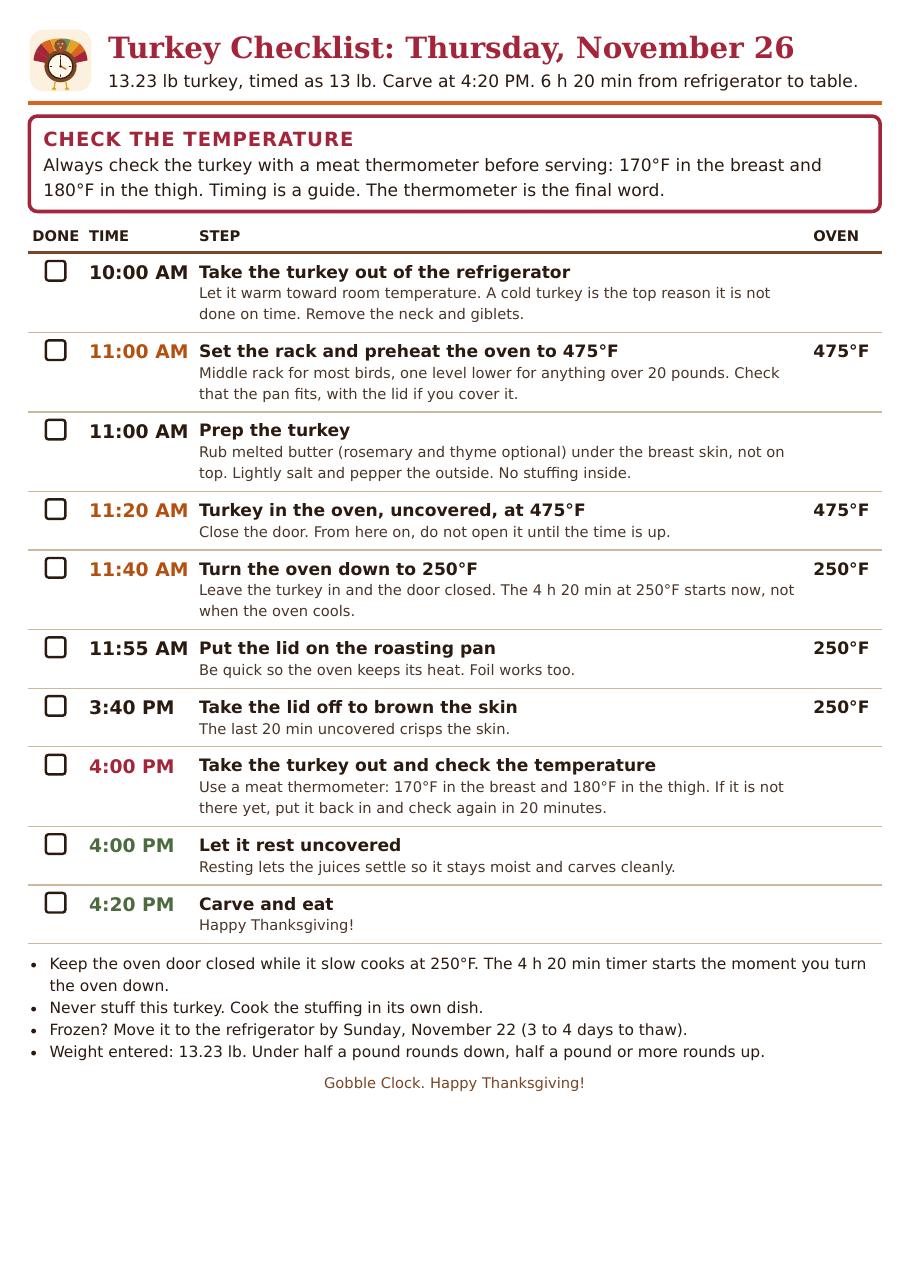 Turkey Checklist: Thursday, November 26
13.23 lb turkey, timed as 13 lb. Carve at 4:20 PM. 6 h 20 min from refrigerator to table.
CHECK THE TEMPERATURE
Always check the turkey with a meat thermometer before serving: 170°F in the breast and
180°F in the thigh. Timing is a guide. The thermometer is the final word.
DONE TIME STEP OVEN
10:00 AM Take the turkey out of the refrigerator
Let it warm toward room temperature. A cold turkey is the top reason it is not
done on time. Remove the neck and giblets.
11:00 AM Set the rack and preheat the oven to 475°F 475°F
Middle rack for most birds, one level lower for anything over 20 pounds. Check
that the pan fits, with the lid if you cover it.
11:00 AM Prep the turkey
Rub melted butter (rosemary and thyme optional) under the breast skin, not on
top. Lightly salt and pepper the outside. No stuffing inside.
11:20 AM Turkey in the oven, uncovered, at 475°F 475°F
Close the door. From here on, do not open it until the time is up.
11:40 AM Turn the oven down to 250°F 250°F
Leave the turkey in and the door closed. The 4 h 20 min at 250°F starts now, not
when the oven cools.
11:55 AM Put the lid on the roasting pan 250°F
Be quick so the oven keeps its heat. Foil works too.
3:40 PM Take the lid off to brown the skin 250°F
The last 20 min uncovered crisps the skin.
4:00 PM Take the turkey out and check the temperature
Use a meat thermometer: 170°F in the breast and 180°F in the thigh. If it is not
there yet, put it back in and check again in 20 minutes.
4:00 PM Let it rest uncovered
Resting lets the juices settle so it stays moist and carves cleanly.
4:20 PM Carve and eat
Happy Thanksgiving!
• Keep the oven door closed while it slow cooks at 250°F. The 4 h 20 min timer starts the moment you turn
the oven down.
• Never stuff this turkey. Cook the stuffing in its own dish.
• Frozen? Move it to the refrigerator by Sunday, November 22 (3 to 4 days to thaw).
• Weight entered: 13.23 lb. Under half a pound rounds down, half a pound or more rounds up.
Gobble Clock. Happy Thanksgiving!